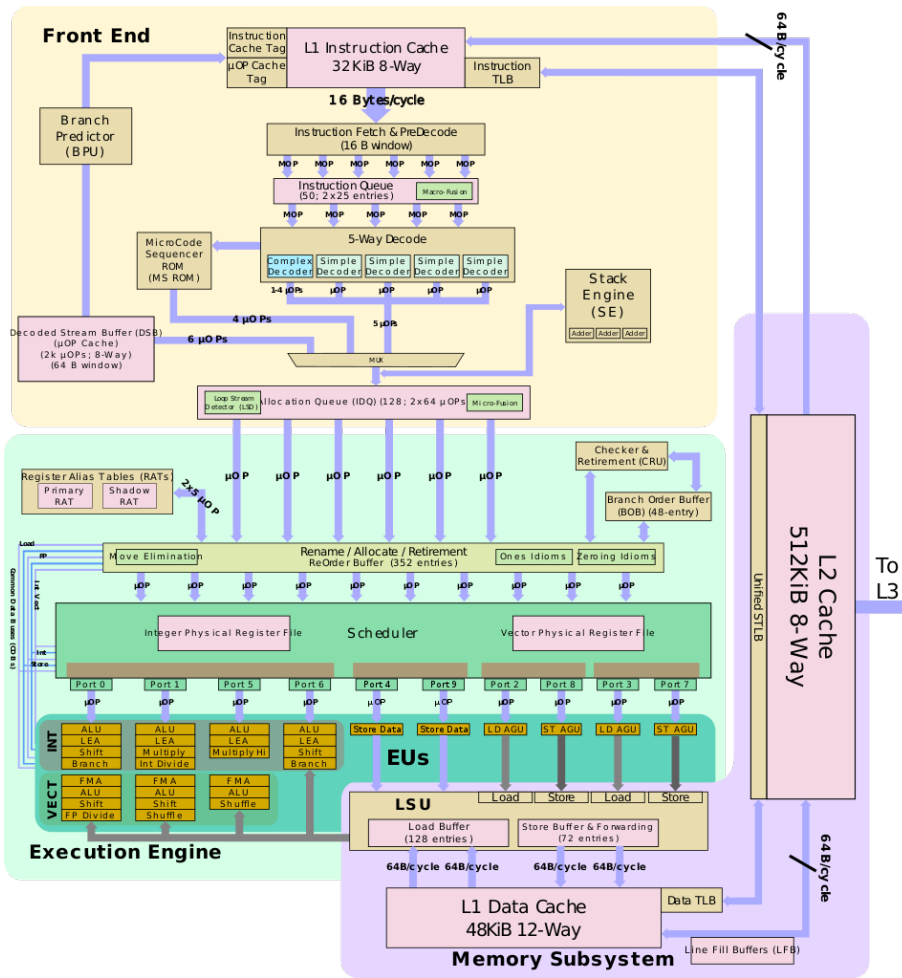 Front End
Instruction
Cache Tag
µOP Cache
Tag
L1 Instruction Cache
32KiB 8-Way
Instruction
TLB
64B/cycle
16 Bytes/cycle
Branch
Predictor
(BPU)
Instruction Fetch & PreDecode
(16 B window)
MOP MOP MOP MOP MOP MOP
Instruction Queue
(50; 2x25 entries)
Macro-Fusion
MOP MOP MOP MOP MOP
5-Way Decode
Complex
Decoder
Simple
Decoder
Simple
Decoder
Simple
Decoder
Simple
Decoder
MicroCode
Sequencer
ROM
(MS ROM)
1-4 µOPs µOP µOP µOP µOP
Stack
Engine
(SE)
Adder Adder Adder
4 µOPs
5 µOPs
6 µOPs
Decoded Stream Buffer (DSB)
(µOP Cache)
(2k µOPs; 8-Way)
(64 B window)
MUX
Loop Stream
Detector (LSD)
Allocation Queue (IDQ) (128; 2x64 µOPs
Micro-Fusion
µOP µOP µOP µOP µOP µOP
Checker &
Retirement (CRU)
Register Alias Tables (RATs)
Primary
RAT
Shadow
RAT
2x5 µOP
Branch Order Buffer
(BOB) (48-entry)
Load
FP
Int. Vect
Int
Store
Common Data Buses (CDBs)
Move Elimination
Rename / Allocate / Retirement
ReOrder Buffer (352 entries)
Ones Idioms
Zeroing Idioms
µOP µOP µOP µOP µOP µOP µOP µOP µOP µOP
Integer Physical Register File
Scheduler
Vector Physical Register File
Port 0 Port 1 Port 5 Port 6 Port 4 Port 9 Port 2 Port 8 Port 3 Port 7
µOP µOP µOP µOP µOP µOP µOP µOP µOP µOP
INT
ALU
LEA
Shift
Branch
ALU
LEA
Multiply
Int Divide
ALU
LEA
MultiplyHi
ALU
LEA
Shift
Branch
Store Data
Store Data
LD AGU
ST AGU
LD AGU
ST AGU
EUs
VECT
FMA
ALU
Shift
FP Divide
FMA
ALU
Shift
Shuffle
FMA
ALU
Shuffle
Execution Engine
LSU
Load Store Load Store
Load Buffer
(128 entries)
Store Buffer & Forwarding
(72 entries)
64B/cycle 64B/cycle 64B/cycle 64B/cycle
L1 Data Cache
48KiB 12-Way
Data TLB
Line Fill Buffers (LFB)
Memory Subsystem
64B/cycle
Unified STLB
L2 Cache
512KiB 8-Way
To
L3